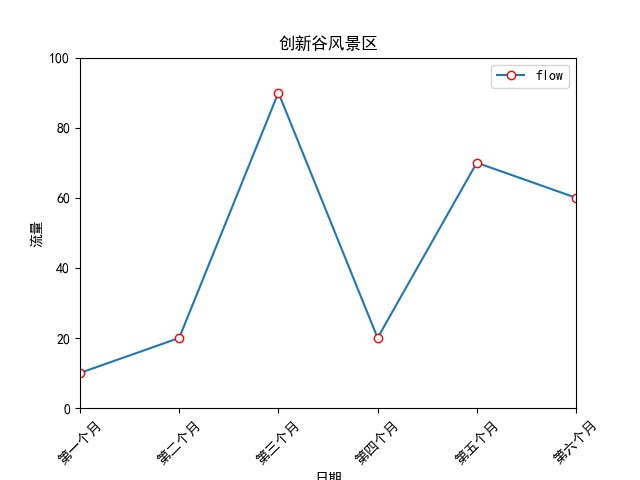 创新谷风景区
flow
100
80
60
40
20
0
流量
第一个月
第二个月
第三个月
第四个月
第五个月
第六个月
日期